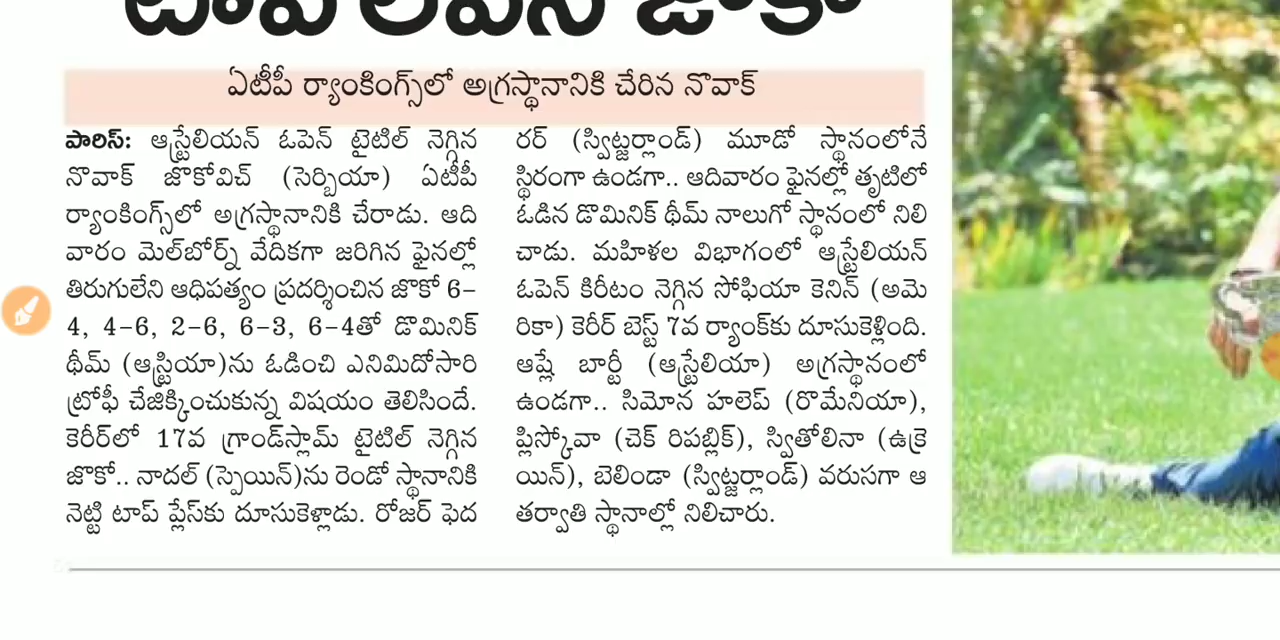 ఏటీపీ ర్యాంకింగ్స్‌లో అగ్రస్థానానికి చేరిన నొవాక్
పారిస్: ఆస్ట్రేలియన్ ఓపెన్ టైటిల్ నెగ్గిన
నొవాక్ జొకోవిచ్ (సెర్బియా) ఏటీపీ
ర్యాంకింగ్స్‌లో అగ్రస్థానానికి చేరాడు. ఆది
వారం మెల్‌బోర్న్ వేదికగా జరిగిన ఫైనల్లో
తిరుగులేని ఆధిపత్యం ప్రదర్శించిన జొకో 6-
4, 4-6, 2-6, 6-3, 6-4తో డొమినిక్
థీమ్ (ఆస్ట్రియా)ను ఓడించి ఎనిమిదోసారి
ట్రోఫీ చేజిక్కించుకున్న విషయం తెలిసిందే.
కెరీర్‌లో 17వ గ్రాండ్‌స్లామ్ టైటిల్ నెగ్గిన
జొకో.. నాదల్ (స్పెయిన్)ను రెండో స్థానానికి
నెట్టి టాప్ ప్లేస్‌కు దూసుకెళ్లాడు. రోజర్ ఫెద
రర్ (స్విట్జర్లాండ్) మూడో స్థానంలోనే
స్థిరంగా ఉండగా.. ఆదివారం ఫైనల్లో తృటిలో
ఓడిన డొమినిక్ థీమ్ నాలుగో స్థానంలో నిలి
చాడు. మహిళల విభాగంలో ఆస్ట్రేలియన్
ఓపెన్ కిరీటం నెగ్గిన సోఫియా కెనిన్ (అమె
రికా) కెరీర్ బెస్ట్ 7వ ర్యాంక్‌కు దూసుకెళ్లింది.
ఆష్లే బార్టీ (ఆస్ట్రేలియా) అగ్రస్థానంలో
ఉండగా.. సిమోన హలెప్ (రొమేనియా),
ప్లిస్కోవా (చెక్ రిపబ్లిక్), స్వితోలినా (ఉక్రె
యిన్), బెలిండా (స్విట్జర్లాండ్) వరుసగా ఆ
తర్వాతి స్థానాల్లో నిలిచారు.